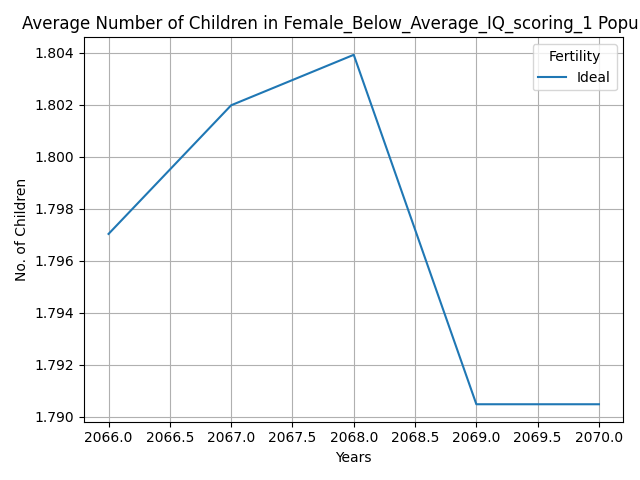 Average Number of Children in Female_Below_Average_IQ_scoring_1 Popu
Fertility
Ideal
1.804
1.802
1.800
1.798
1.796
1.794
1.792
1.790
No. of Children
2066.0 2066.5 2067.0 2067.5 2068.0 2068.5 2069.0 2069.5 2070.0
Years